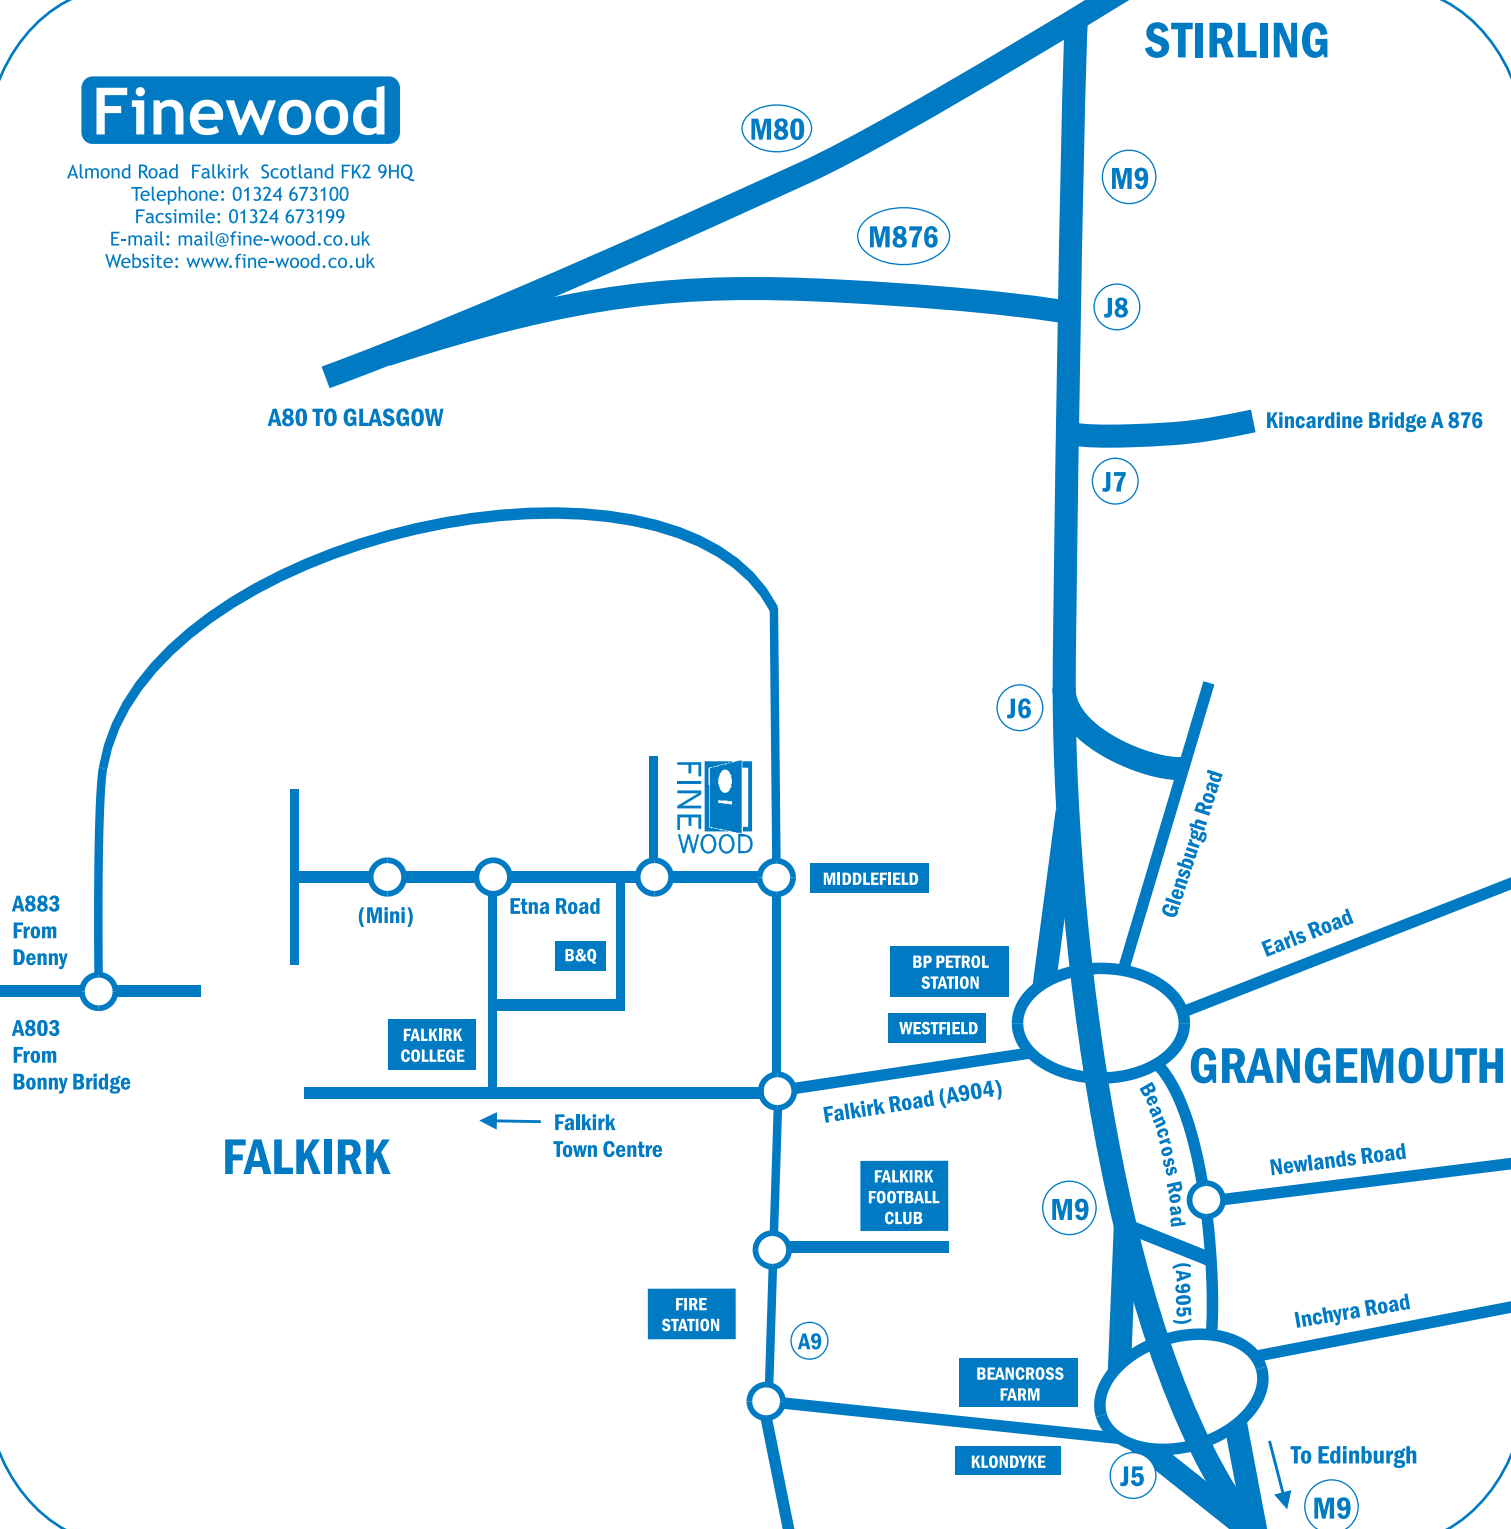 STIRLING
Finewood
Almond Road Falkirk Scotland FK2 9HQ
Telephone: 01324 673100
Facsimile: 01324 673199
E-mail: mail@fine-wood.co.uk
Website: www.fine-wood.co.uk
M80
M9
M876
J8
A80 TO GLASGOW
Kincardine Bridge A 876
J7
J6
FINE
WOOD
Glensburgh Road
MIDDLEFIELD
(Mini)
Etna Road
A883
From
Denny
B&Q
Earls Road
BP PETROL
STATION
WESTFIELD
FALKIRK
COLLEGE
A803
From
Bonny Bridge
GRANGEMOUTH
Falkirk Road (A904)
Beancross Road
(A905)
Falkirk
Town Centre
FALKIRK
Newlands Road
FALKIRK
FOOTBALL
CLUB
M9
FIRE
STATION
A9
Inchyra Road
BEANCROSS
FARM
KLONDYKE
J5
To Edinburgh
M9